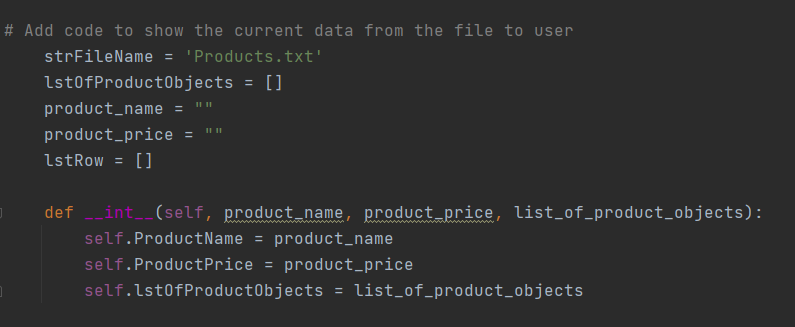 # Add code to show the current data from the file to user
strFileName = 'Products.txt'
lstOfProductObjects = []
product_name = ""
product_price = ""
lstRow = []
def __int__(self, product_name, product_price, list_of_product_objects):
self.ProductName = product_name
self.ProductPrice = product_price
self.lstOfProductObjects = list_of_product_objects